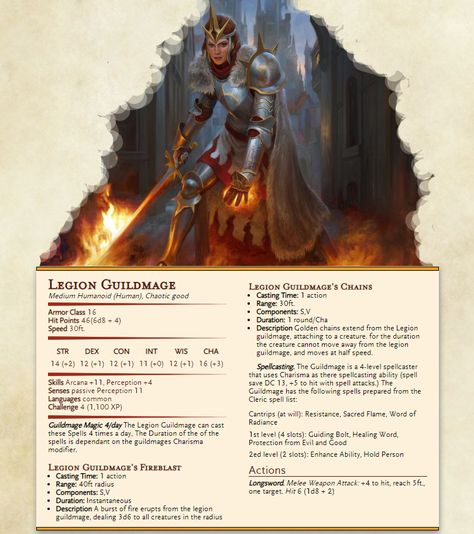 Legion Guildmage
Medium Humanoid (Human), Chaotic good
Armor Class 16
Hit Points 46(6d8 + 4)
Speed 30ft.
STR DEX CON INT WIS CHA
14 (+2) 12 (+1) 12 (+1) 11 (+0) 12 (+1) 16 (+3)
Skills Arcana +11, Perception +4
Senses passive Perception 11
Languages common
Challenge 4 (1,100 XP)
Guildmage Magic 4/day The Legion Guildmage can cast
these Spells 4 times a day, The Duration of the of the
spells is dependant on the guildmages Charisma
modifier.
Legion Guildmage's Fireblast
• Casting Time: 1 action
• Range: 40ft radius
• Components: S,V
• Duration: Instantaneous
• Description A burst of fire erupts from the legion
guildmage, dealing 3d6 to all creatures in the radius
Legion Guildmage's Chains
• Casting Time: 1 action
• Range: 30ft.
• Components: S,V
• Duration: 1 round/Cha
• Description Golden chains extend from the Legion
guildmage, attaching to a creature. for the duration
the creature cannot move away from the legion
guildmage, and moves at half speed.
Spellcasting. The Guildmage is a 4-level spellcaster
that uses Charisma as there spellcasting ability (spell
save DC 13, +5 to hit with spell attacks.) The
Guildmage has the following spells prepared from the
Cleric spell list:
Cantrips (at will): Resistance, Sacred Flame, Word of
Radiance
1st level (4 slots): Guiding Bolt, Healing Word,
Protection from Evil and Good
2ed level (2 slots): Enhance Ability, Hold Person
Actions
Longsword. Melee Weapon Attack: +4 to hit, reach 5ft.,
one target. Hit 6 (1d8 + 2)